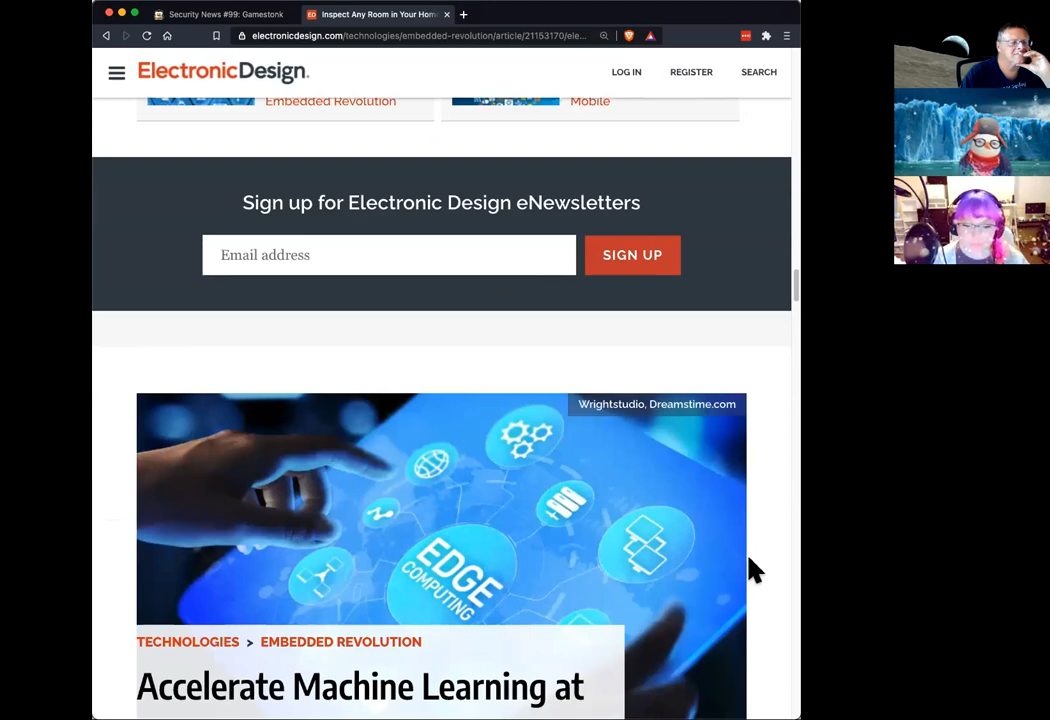 Security News #99: Gamestonk
Inspect Any Room in Your Hom
electronicdesign.com/technologies/embedded-revolution/article/21153170/ele...
ElectronicDesign.
LOG IN
REGISTER
SEARCH
Embedded Revolution
Mobile
Sign up for Electronic Design eNewsletters
Email address
SIGN UP
Wrightstudio, Dreamstime.com
EDGE
COMPUTING
TECHNOLOGIES > EMBEDDED REVOLUTION
Accelerate Machine Learning at